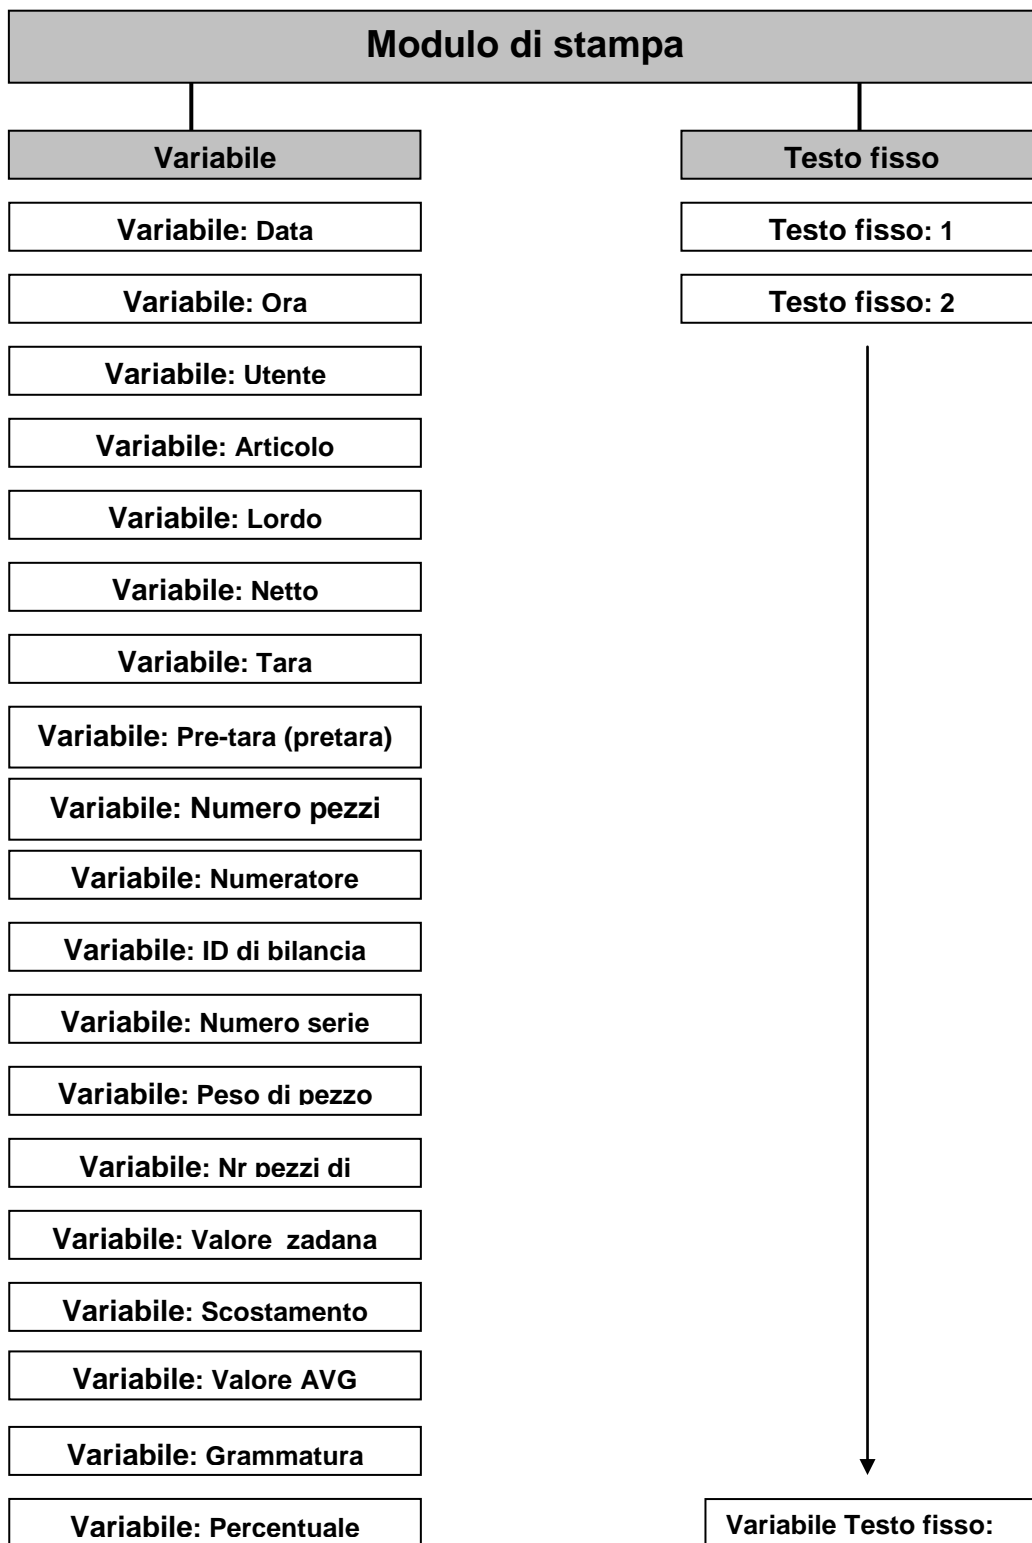 Modulo di stampa
Variabile
Variabile: Data
Variabile: Ora
Variabile: Utente
Variabile: Articolo
Variabile: Lordo
Variabile: Netto
Variabile: Tara
Variabile: Pre-tara (pretara)
Variabile: Numero pezzi
Variabile: Numeratore
Variabile: ID di bilancia
Variabile: Numero serie
Variabile: Peso di pezzo
Variabile: Nr pezzi di
Variabile: Valore zadana
Variabile: Scostamento
Variabile: Valore AVG
Variabile: Grammatura
Variabile: Percentuale
Testo fisso
Testo fisso: 1
Testo fisso: 2
Variabile Testo fisso: